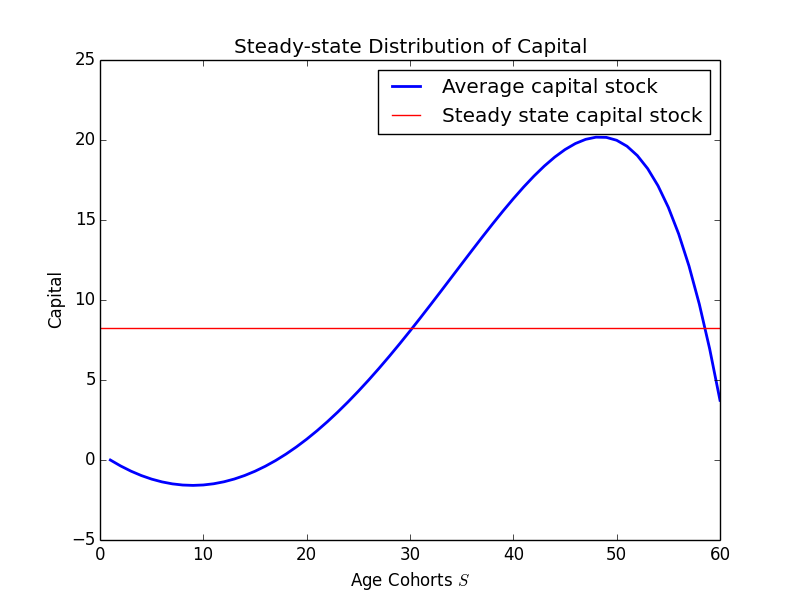 Steady-state Distribution of Capital
Average capital stock
Steady state capital stock
Capital
25
20
15
10
5
0
−5
0 10 20 30 40 50 60
Age Cohorts S